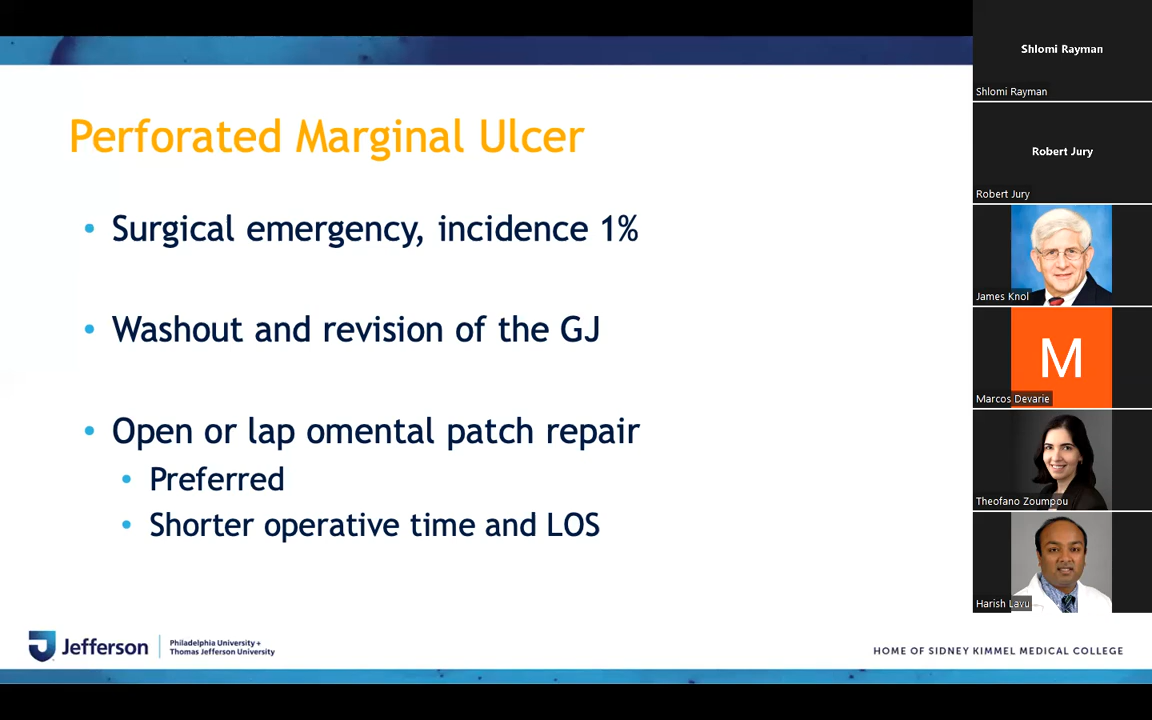 Perforated Marginal Ulcer
• Surgical emergency, incidence 1%
• Washout and revision of the GJ
• Open or lap omental patch repair
• Preferred
• Shorter operative time and LOS
Jefferson
Philadelphia University +
Thomas Jefferson University
HOME OF SIDNEY KIMMEL MEDICAL COLLEGE
Shlomi Rayman
Shlomi Rayman
Robert Jury
Robert Jury
James Knol
M
Marcos Devarie
Theofano Zoumpou
Harish Lavu